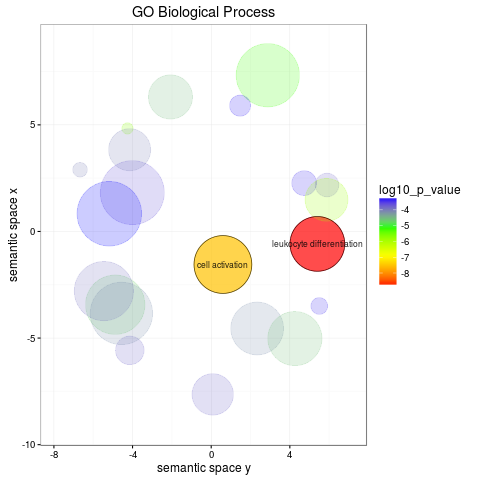 GO Biological Process
semantic space x
5
0
-5
-10
leukocyte differentiation
cell activation
-8
-4
0
4
semantic space y
log10_p_value
-4
-5
-6
-7
-8